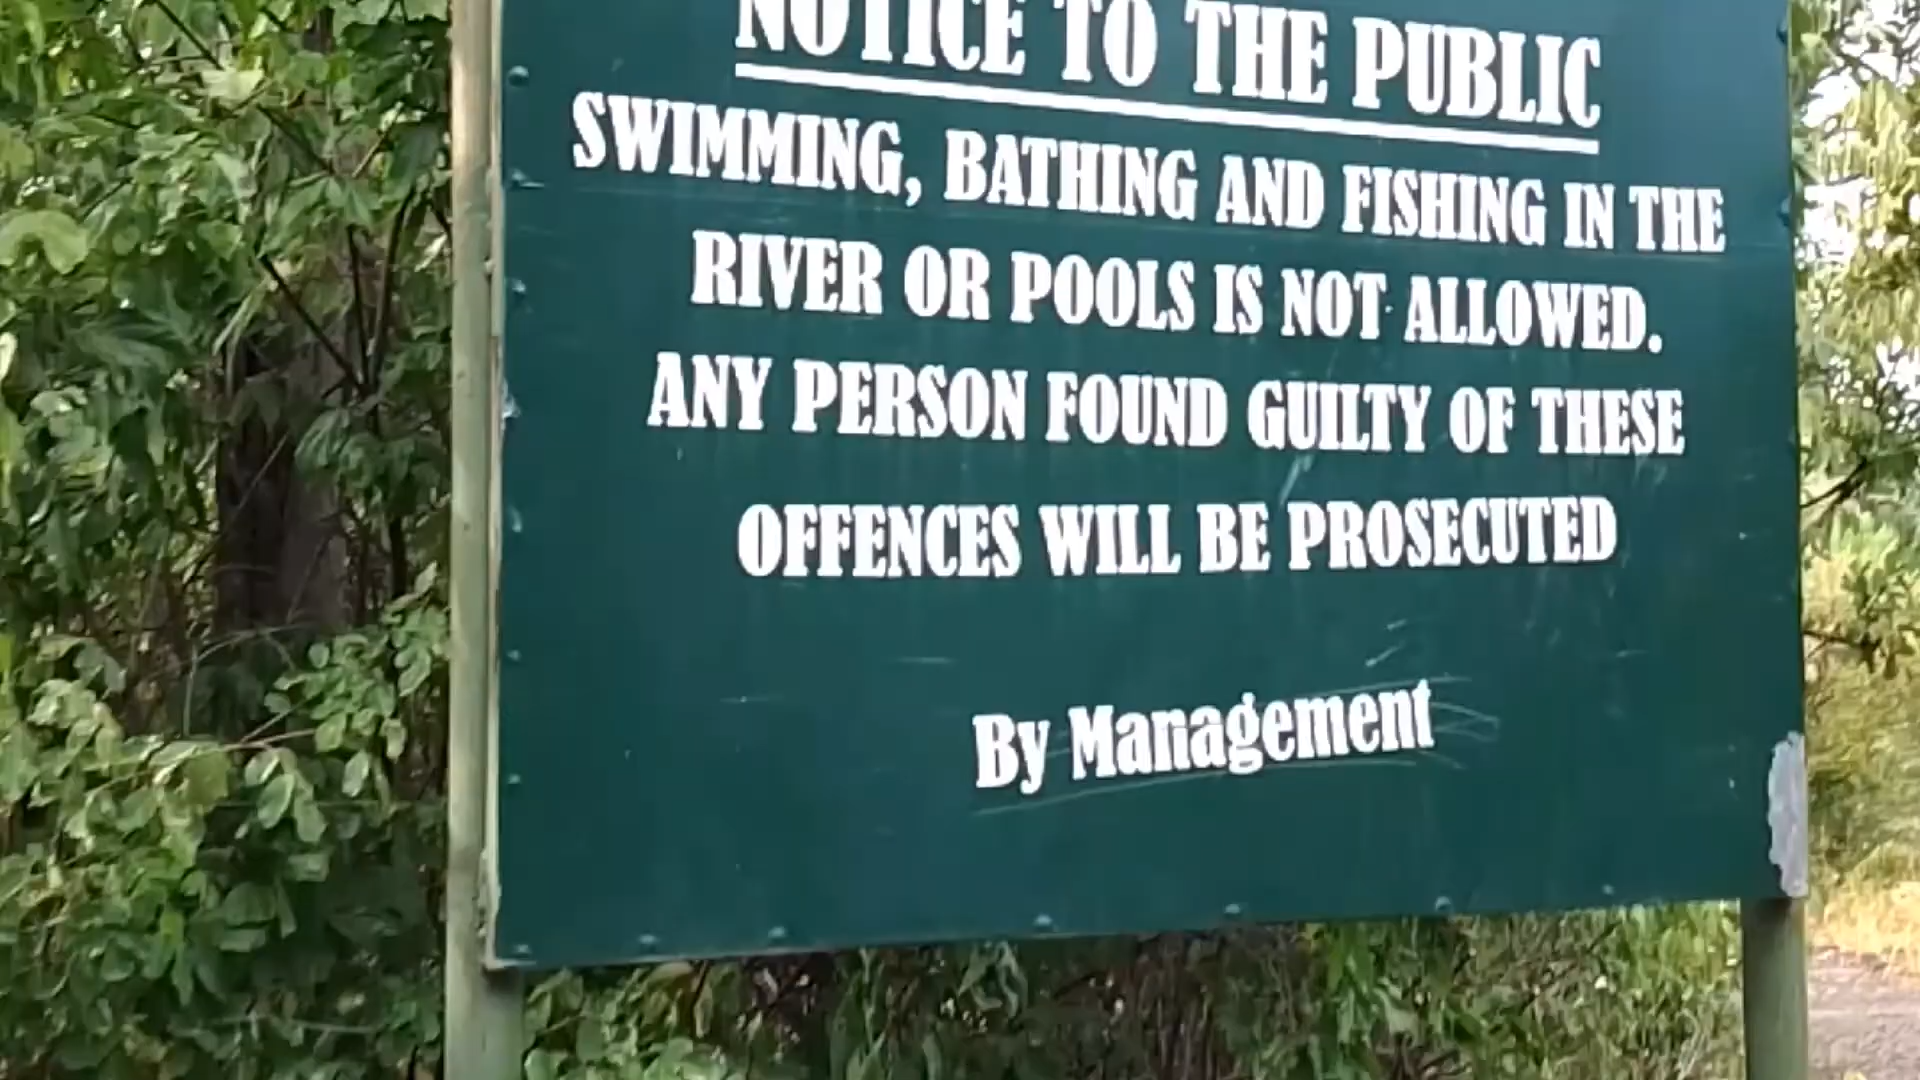 NOTICE TO THE PUBLIC
SWIMMING, BATHING AND FISHING IN THE
RIVER OR POOLS IS NOT ALLOWED.
ANY PERSON FOUND GUILTY OF THESE
OFFENCES WILL BE PROSECUTED
By Management